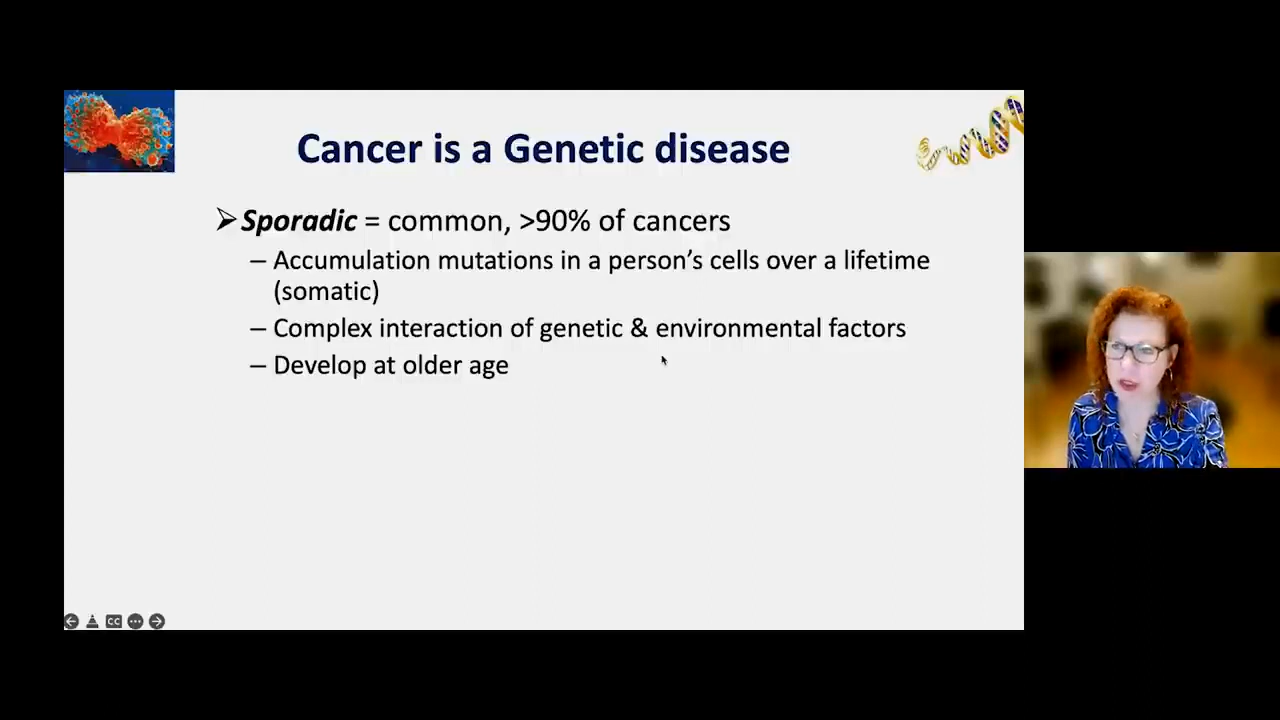 Cancer is a Genetic disease
➢Sporadic = common, >90% of cancers
– Accumulation mutations in a person’s cells over a lifetime
(somatic)
– Complex interaction of genetic & environmental factors
– Develop at older age
CC